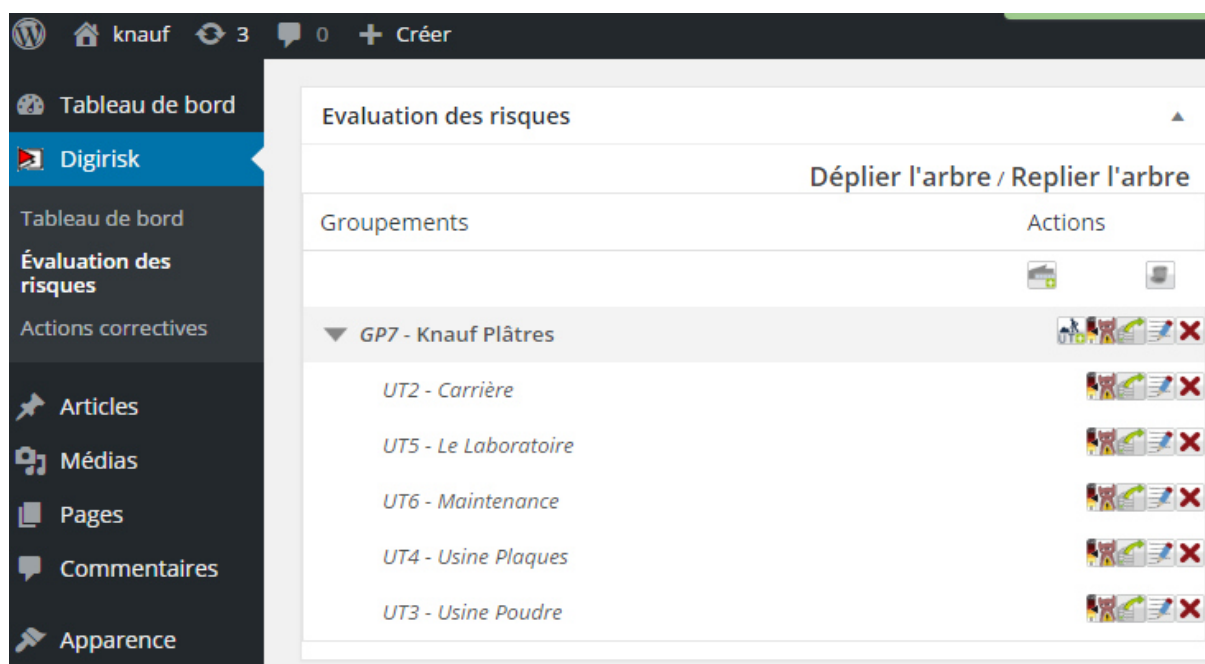 knauf 3 0 + Créer
Tableau de bord
Digirisk
Tableau de bord
Évaluation des
risques
Actions correctives
Articles
Médias
Pages
Commentaires
Apparence
Evaluation des risques
Déplier l'arbre / Replier l'arbre
Groupements Actions
GP7 - Knauf Plâtres
UT2 - Carrière
UT5 - Le Laboratoire
UT6 - Maintenance
UT4 - Usine Plaques
UT3 - Usine Poudre